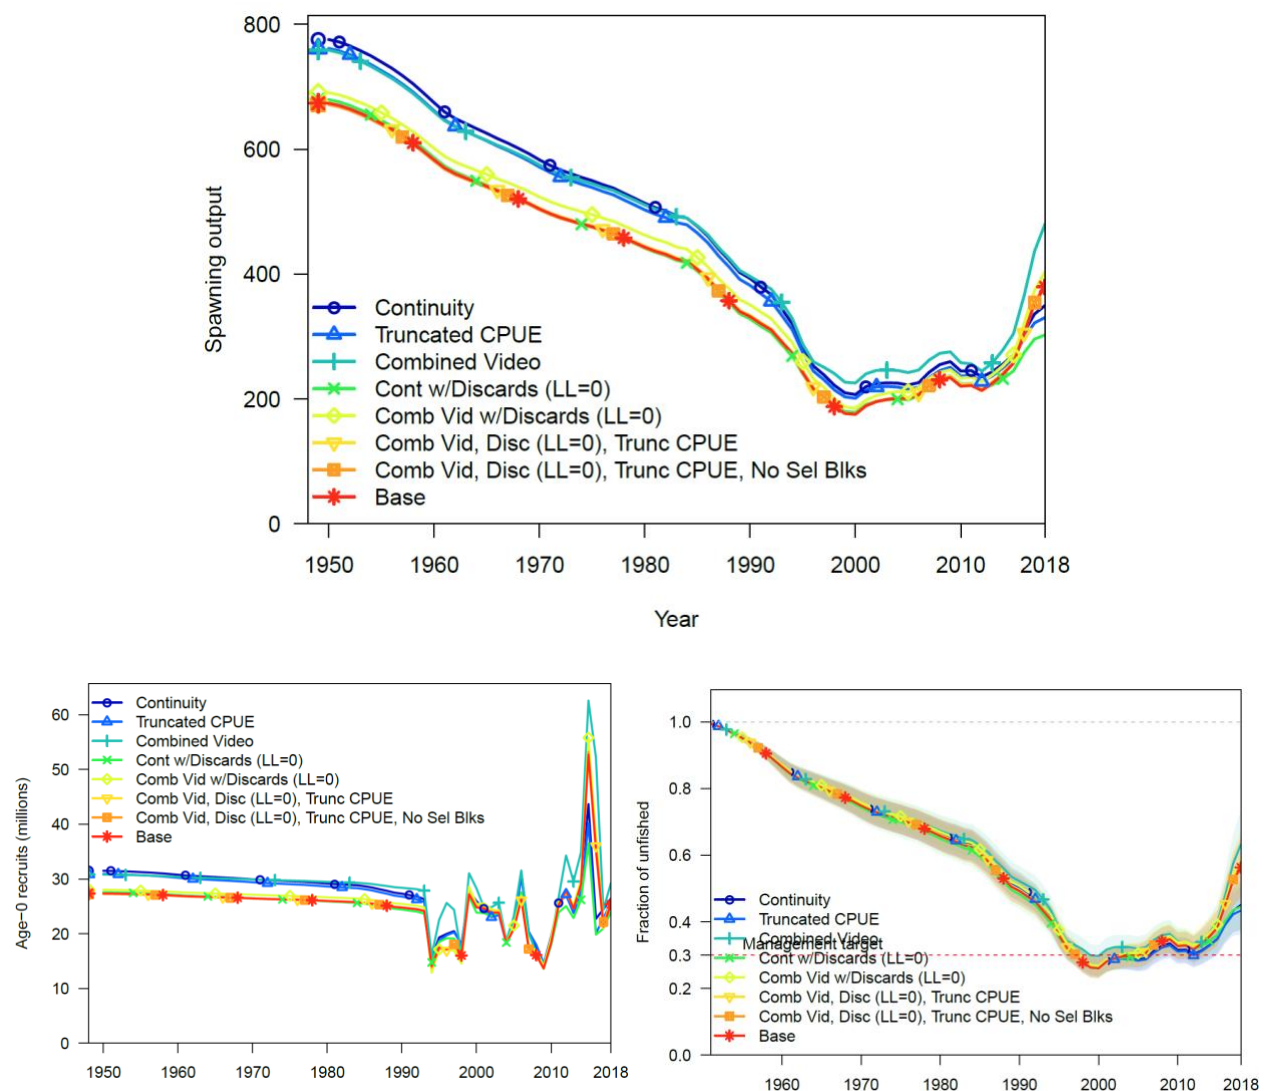 800
600
400
200
0
Spawning output
Continuity
Truncated CPUE
Combined Video
Cont w/Discards (LL=0)
Comb Vid w/Discards (LL=0)
Comb Vid, Disc (LL=0), Trunc CPUE
Comb Vid, Disc (LL=0), Trunc CPUE, No Sel Blks
Base
1950 1960 1970 1980 1990 2000 2010 2018
Year
60
50
40
30
20
10
0
Age-0 recruits (millions)
Continuity
Truncated CPUE
Combined Video
Cont w/Discards (LL=0)
Comb Vid w/Discards (LL=0)
Comb Vid, Disc (LL=0), Trunc CPUE
Comb Vid, Disc (LL=0), Trunc CPUE, No Sel Blks
Base
1950 1960 1970 1980 1990 2000 2010 2018
1.0
0.8
0.6
0.4
0.3
0.2
0.0
Fraction of unfished
Continuity
Truncated CPUE
Combined Video
Management target
Cont w/Discards (LL=0)
Comb Vid w/Discards (LL=0)
Comb Vid, Disc (LL=0), Trunc CPUE
Comb Vid, Disc (LL=0), Trunc CPUE, No Sel Blks
Base
1960 1970 1980 1990 2000 2010 2018